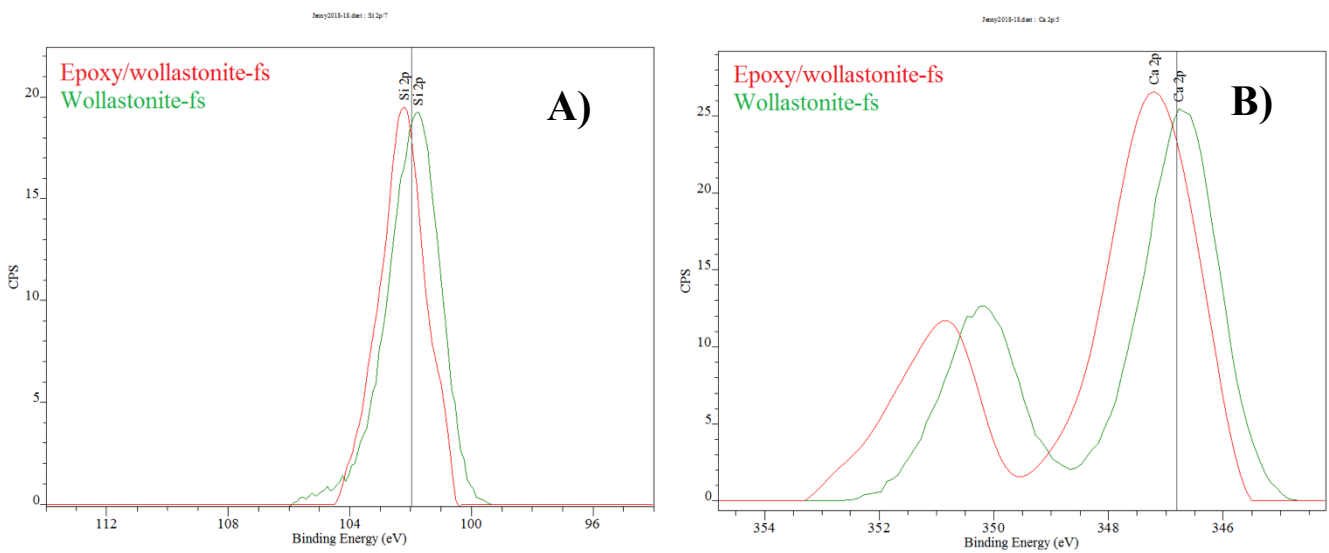 Jenny2018-18.dset : Si 2p/7
Epoxy/wollastonite-fs
Wollastonite-fs
A)
Si 2p
Si 2p
CPS
20
15
10
5
0
112
108
104
100
96
Binding Energy (eV)
Jenny2018-18.dset : Ca 2p/5
Epoxy/wollastonite-fs
Wollastonite-fs
B)
Ca 2p
Ca 2p
CPS
25
20
15
10
5
0
354
352
350
348
346
Binding Energy (eV)